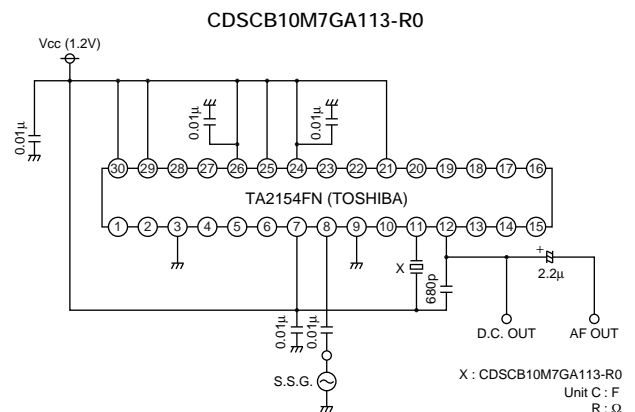 CDSCB10M7GA113-R0
Vcc (1.2V)
0.01µ
0.01µ
0.01µ
30 29 28 27 26 25 24 23 22 21 20 19 18 17 16
TA2154FN (TOSHIBA)
1 2 3 4 5 6 7 8 9 10 11 12 13 14 15
X
680p
+
2.2µ
0.01µ
0.01µ
D.C. OUT
AF OUT
S.S.G.
X : CDSCB10M7GA113-R0
Unit C : F
R : Ω